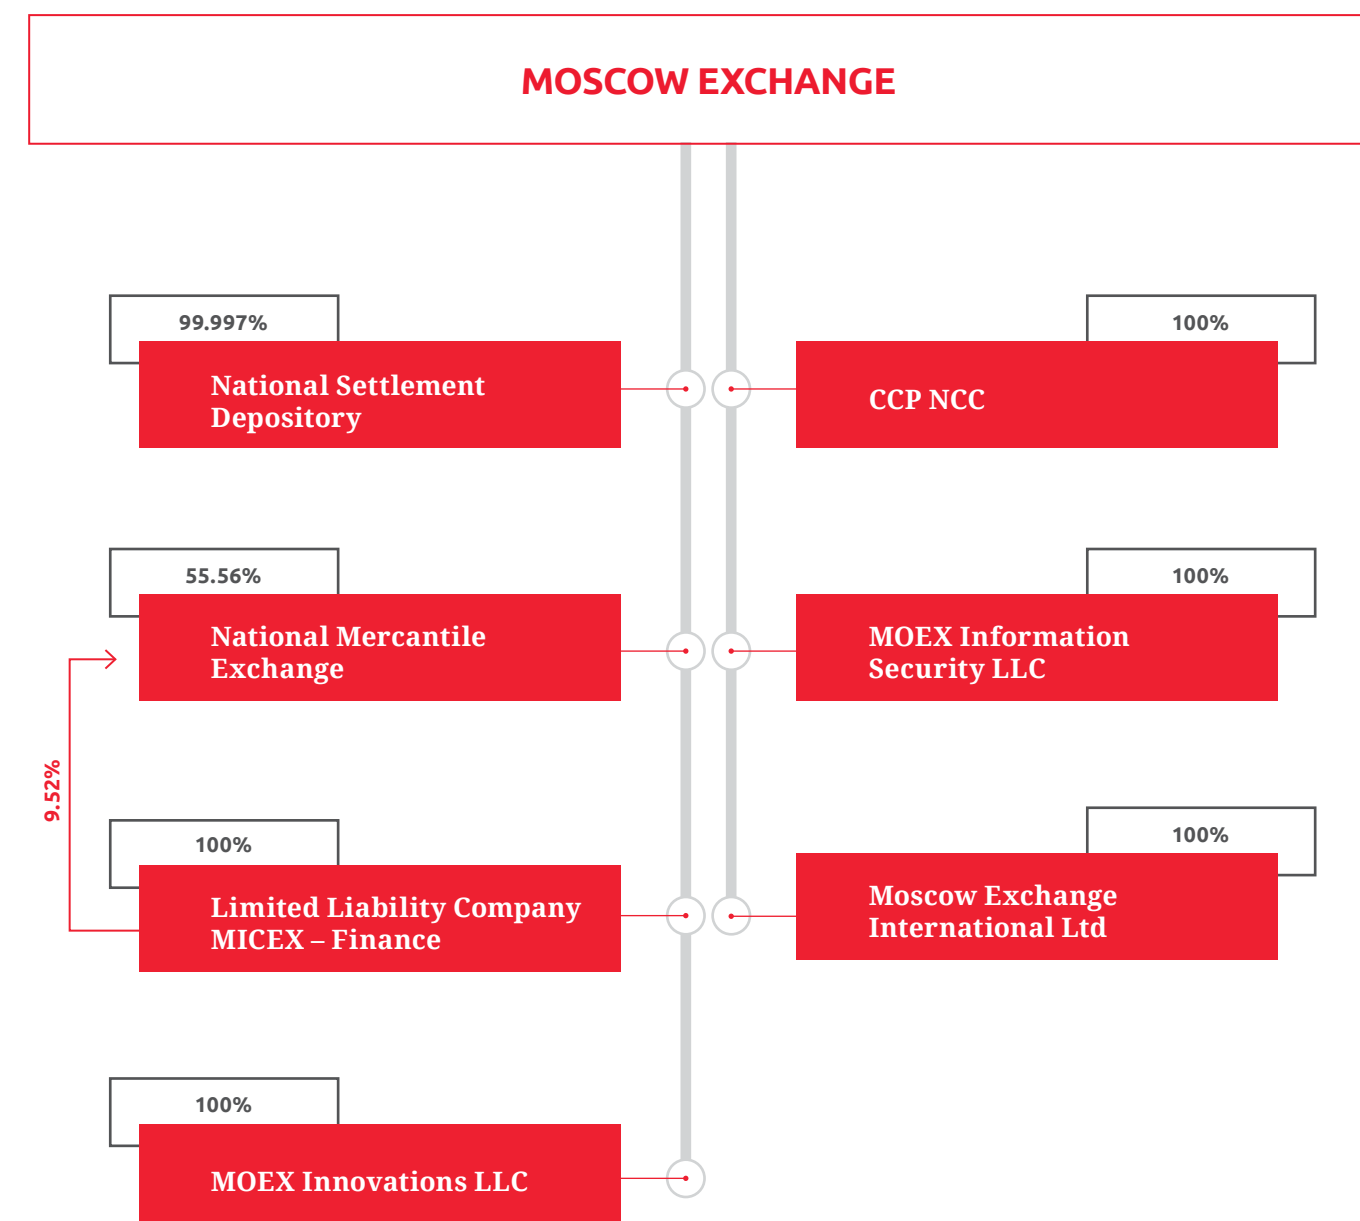 MOSCOW EXCHANGE
99.997%
National Settlement
Depository
100%
CCP NCC
55.56%
National Mercantile
Exchange
100%
MOEX Information
Security LLC
9.52%
100%
Limited Liability Company
MICEX – Finance
100%
Moscow Exchange
International Ltd
100%
MOEX Innovations LLC